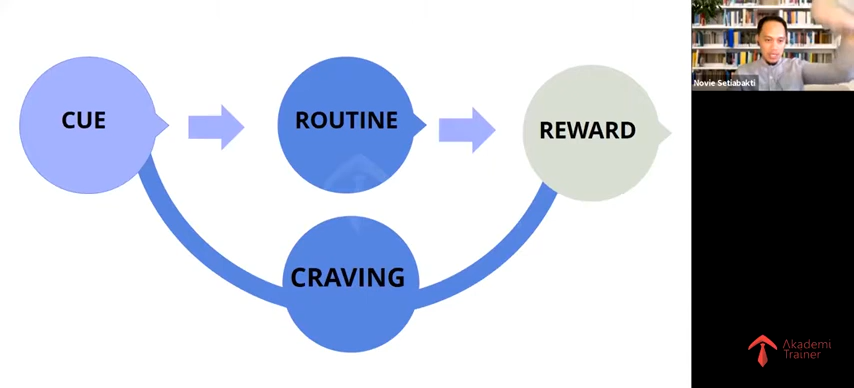 CUE
ROUTINE
REWARD
CRAVING
Novie Setiabakti
Akademi
Trainer